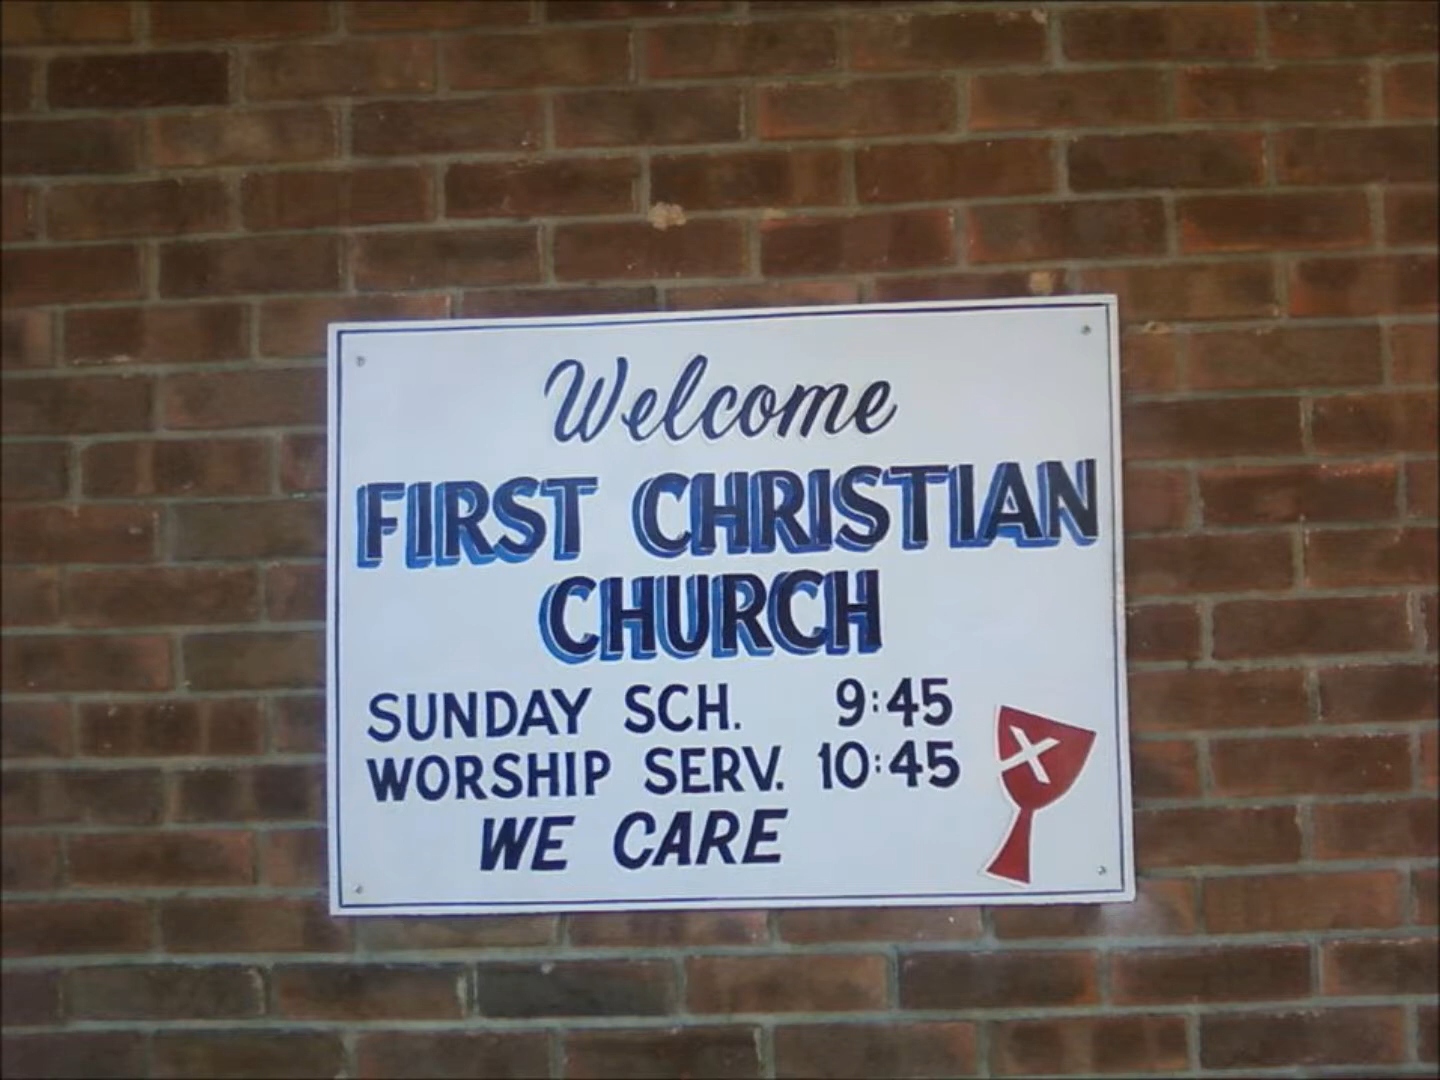 Welcome
FIRST CHRISTIAN
CHURCH
SUNDAY SCH. 9:45
WORSHIP SERV. 10:45
WE CARE